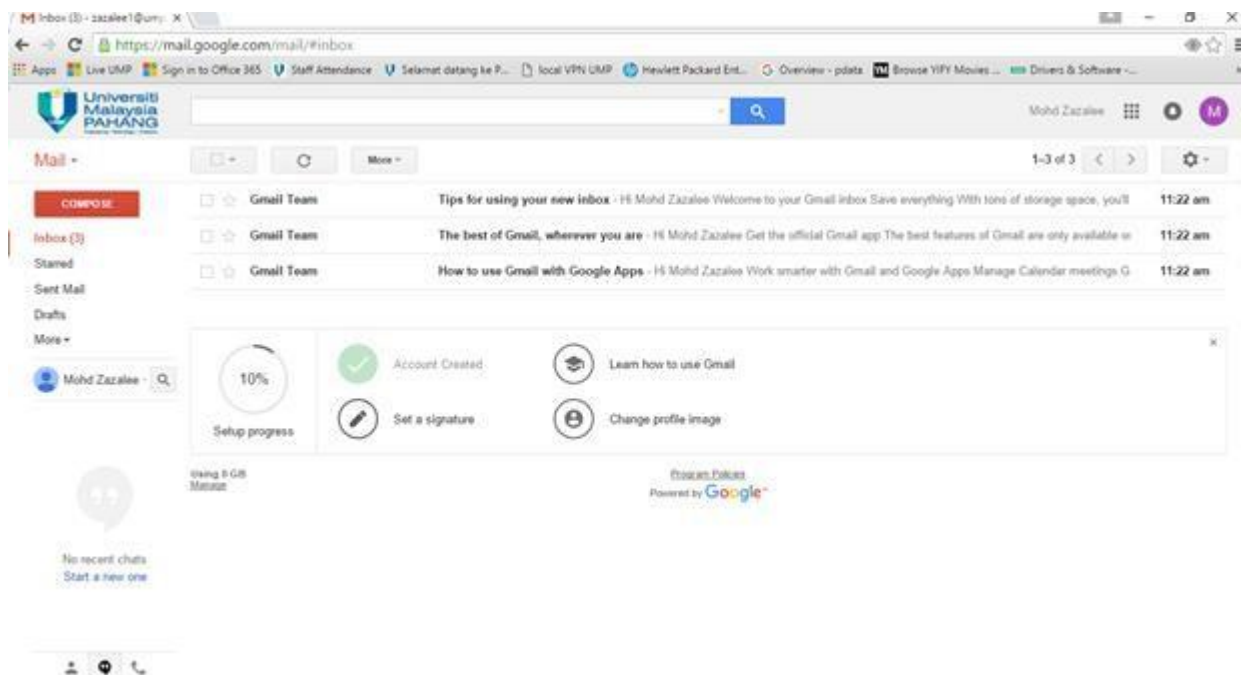 Inbox (3) - zazalee1@ump
https://mail.google.com/mail/#inbox
Apps Live UMP Sign in to Office 365 Staff Attendance Selamat datang ke P... local VPN UMP Hewlett Packard Ent... Overview - pdata Browse YIFY Movies ... Drivers & Software -...
Universiti
Malaysia
PAHANG
Mohd Zazalee M
Mail
More
1–3 of 3
COMPOSE
Gmail Team Tips for using your new inbox - Hi Mohd Zazalee Welcome to your Gmail inbox Save everything With tons of storage space, you'll 11:22 am
Inbox (3)
Gmail Team The best of Gmail, wherever you are - Hi Mohd Zazalee Get the official Gmail app The best features of Gmail are only available 11:22 am
Starred
Gmail Team How to use Gmail with Google Apps - Hi Mohd Zazalee Work smarter with Gmail and Google Apps Manage Calendar meetings G 11:22 am
Sent Mail
Drafts
More
Mohd Zazalee
10%
Setup progress
Account Created
Learn how to use Gmail
Set a signature
Change profile image
Using 0 GB
Manage
Program Policies
Powered by Google
No recent chats
Start a new one